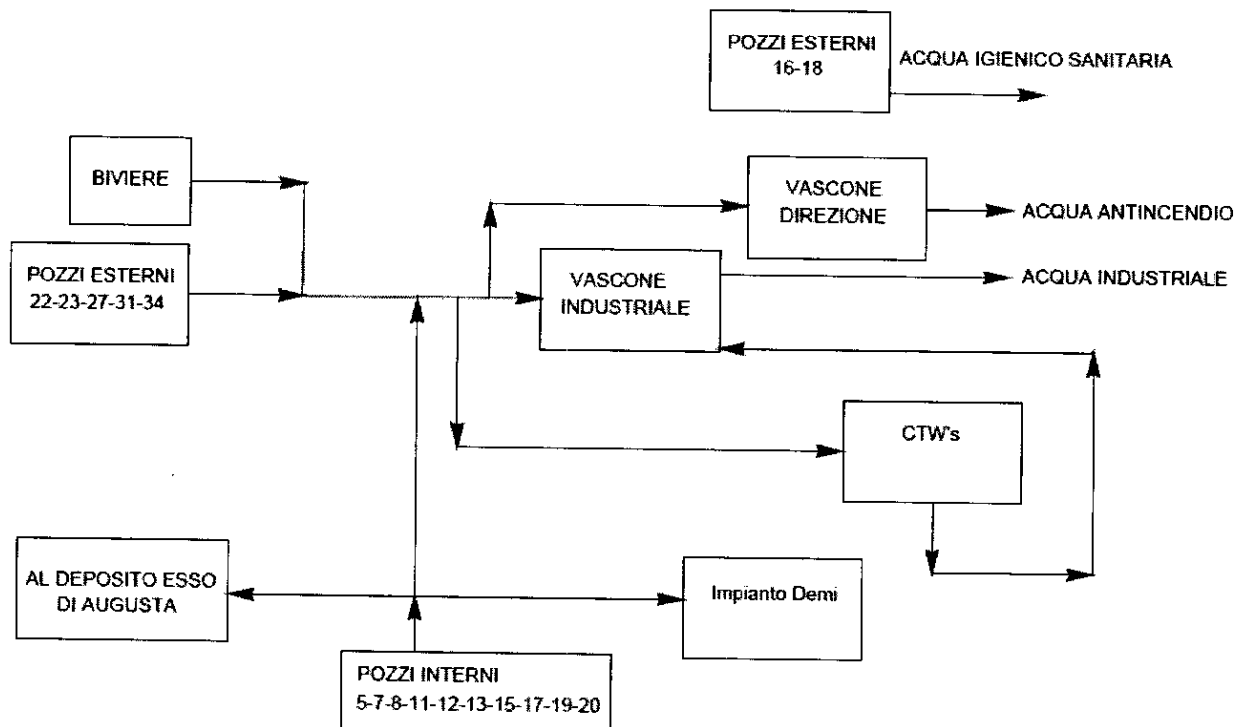 POZZI ESTERNI
16-18
ACQUA IGIENICO SANITARIA
BIVIERE
VASCONE
DIREZIONE
ACQUA ANTINCENDIO
POZZI ESTERNI
22-23-27-31-34
VASCONE
INDUSTRIALE
ACQUA INDUSTRIALE
CTW's
AL DEPOSITO ESSO
DI AUGUSTA
Impianto Demi
POZZI INTERNI
5-7-8-11-12-13-15-17-19-20